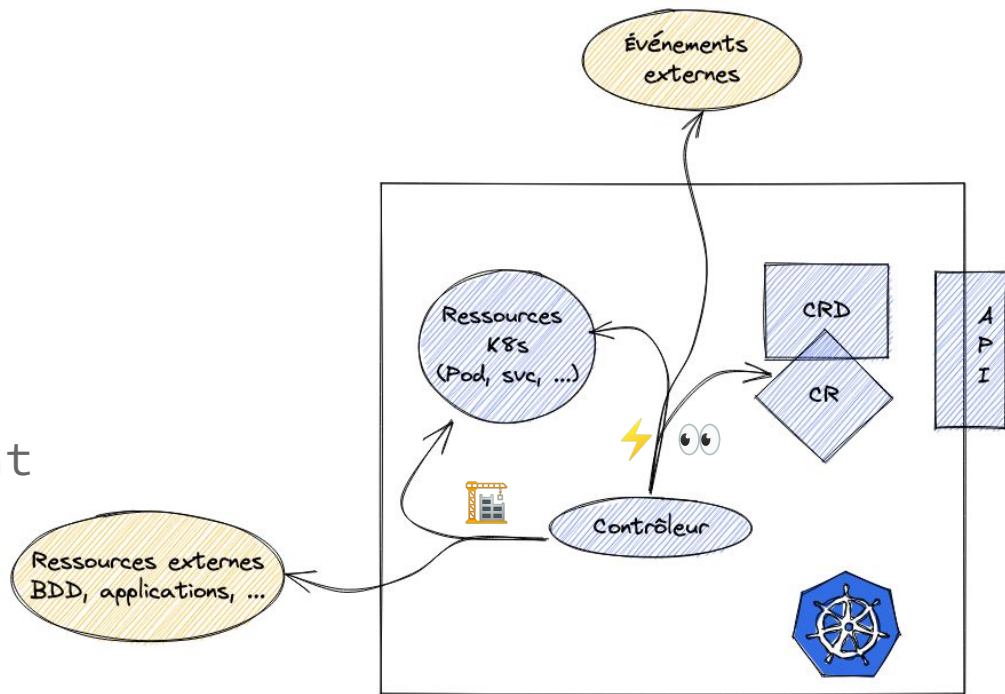 Événements
externes
Ressources
K8s
(Pod, svc, ...)
CRD
CR
A
P
I
t
Contrôleur
Ressources externes
BDD, applications, ...